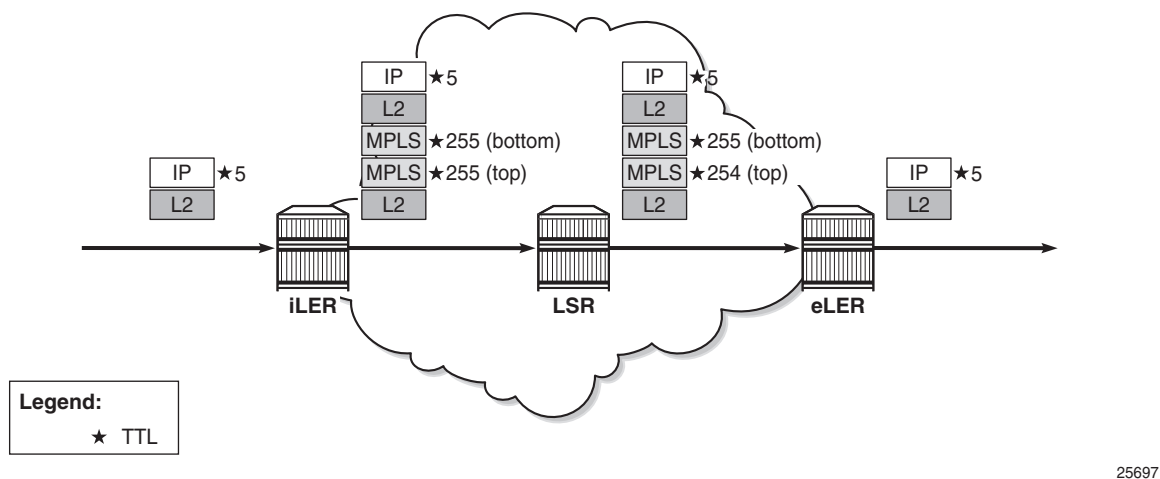 IP ★5
L2
IP ★5
L2
MPLS ★255 (bottom)
MPLS ★255 (top)
L2
IP ★5
L2
MPLS ★255 (bottom)
MPLS ★254 (top)
L2
IP ★5
L2
iLER
LSR
eLER
Legend:
★ TTL
25697